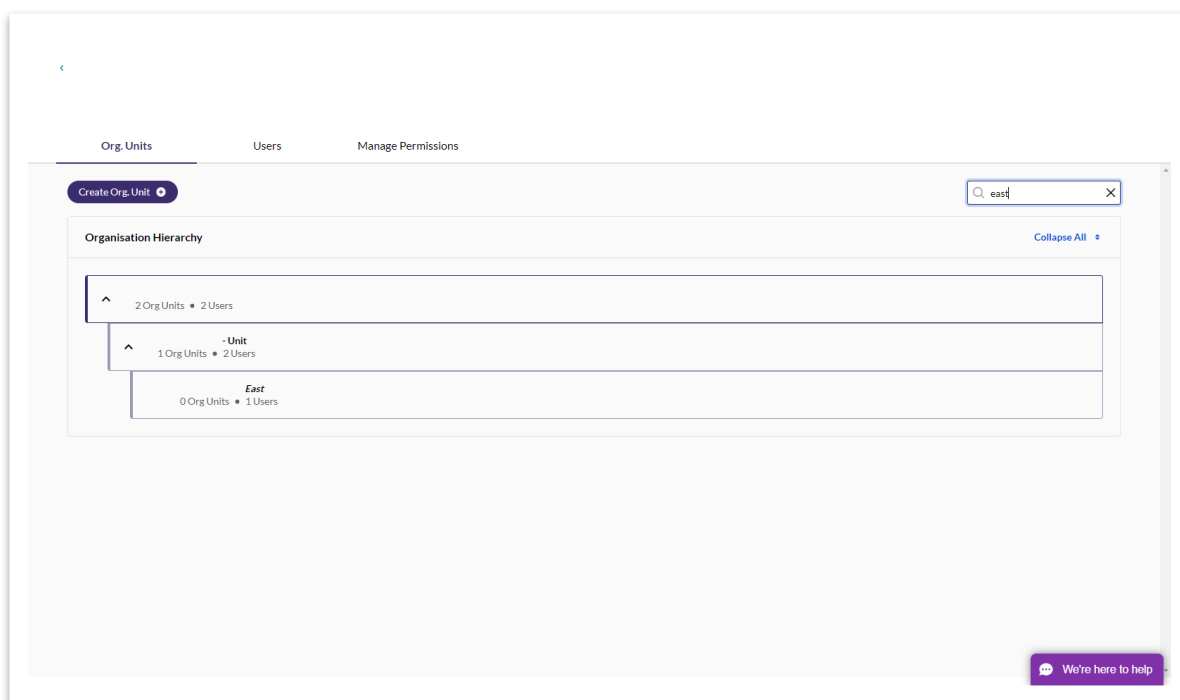 Org. Units Users Manage Permissions
Create Org. Unit
east
Organisation Hierarchy Collapse All
2 Org Units • 2 Users
- Unit
1 Org Units • 2 Users
East
0 Org Units • 1 Users
We're here to help